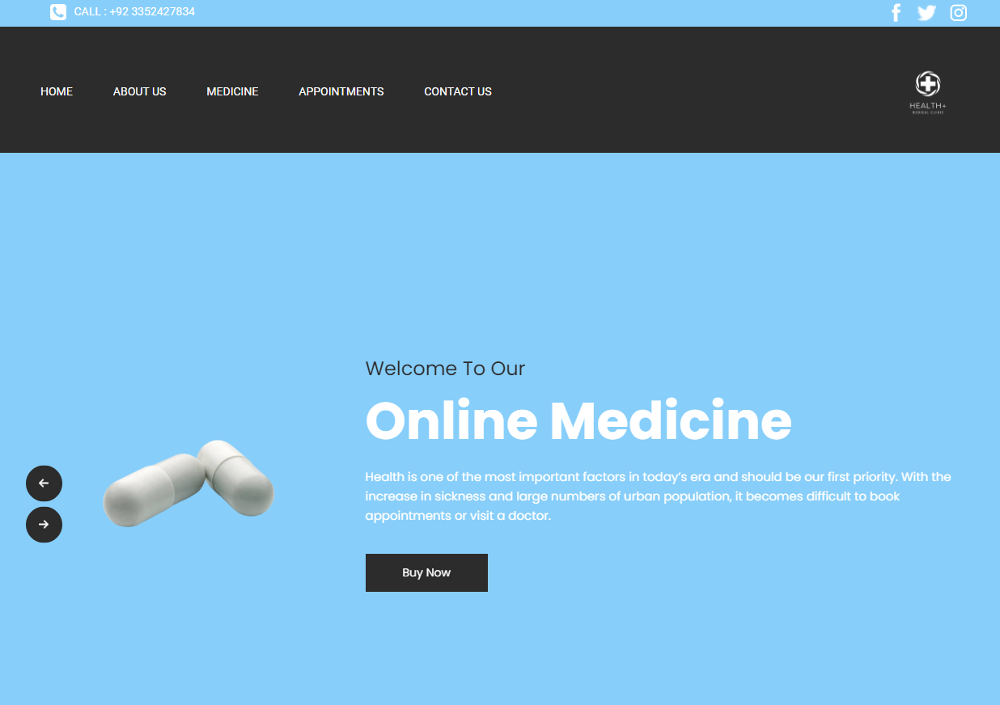 CALL : +92 3352427834
HOME
ABOUT US
MEDICINE
APPOINTMENTS
CONTACT US
HEALTH+
MEDICAL CLINIC
Welcome To Our
Online Medicine
Health is one of the most important factors in today’s era and should be our first priority. With the
increase in sickness and large numbers of urban population, it becomes difficult to book
appointments or visit a doctor.
Buy Now